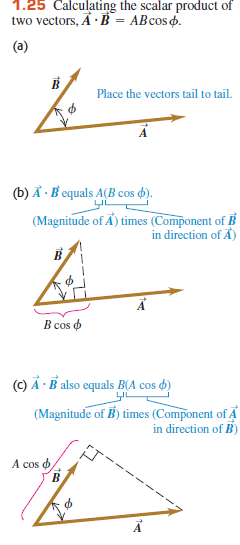 1.25 Calculating the scalar product of
two vectors, A⃗ · B⃗ = AB cos ϕ.
(a)
B⃗
ϕ
Place the vectors tail to tail.
A⃗
(b) A⃗ · B⃗ equals A(B cos ϕ).
(Magnitude of A⃗) times (Component of B⃗
in direction of A⃗)
B⃗
ϕ
A⃗
B cos ϕ
(c) A⃗ · B⃗ also equals B(A cos ϕ)
(Magnitude of B⃗) times (Component of A⃗
in direction of B⃗)
A cos ϕ
B⃗
ϕ
A⃗